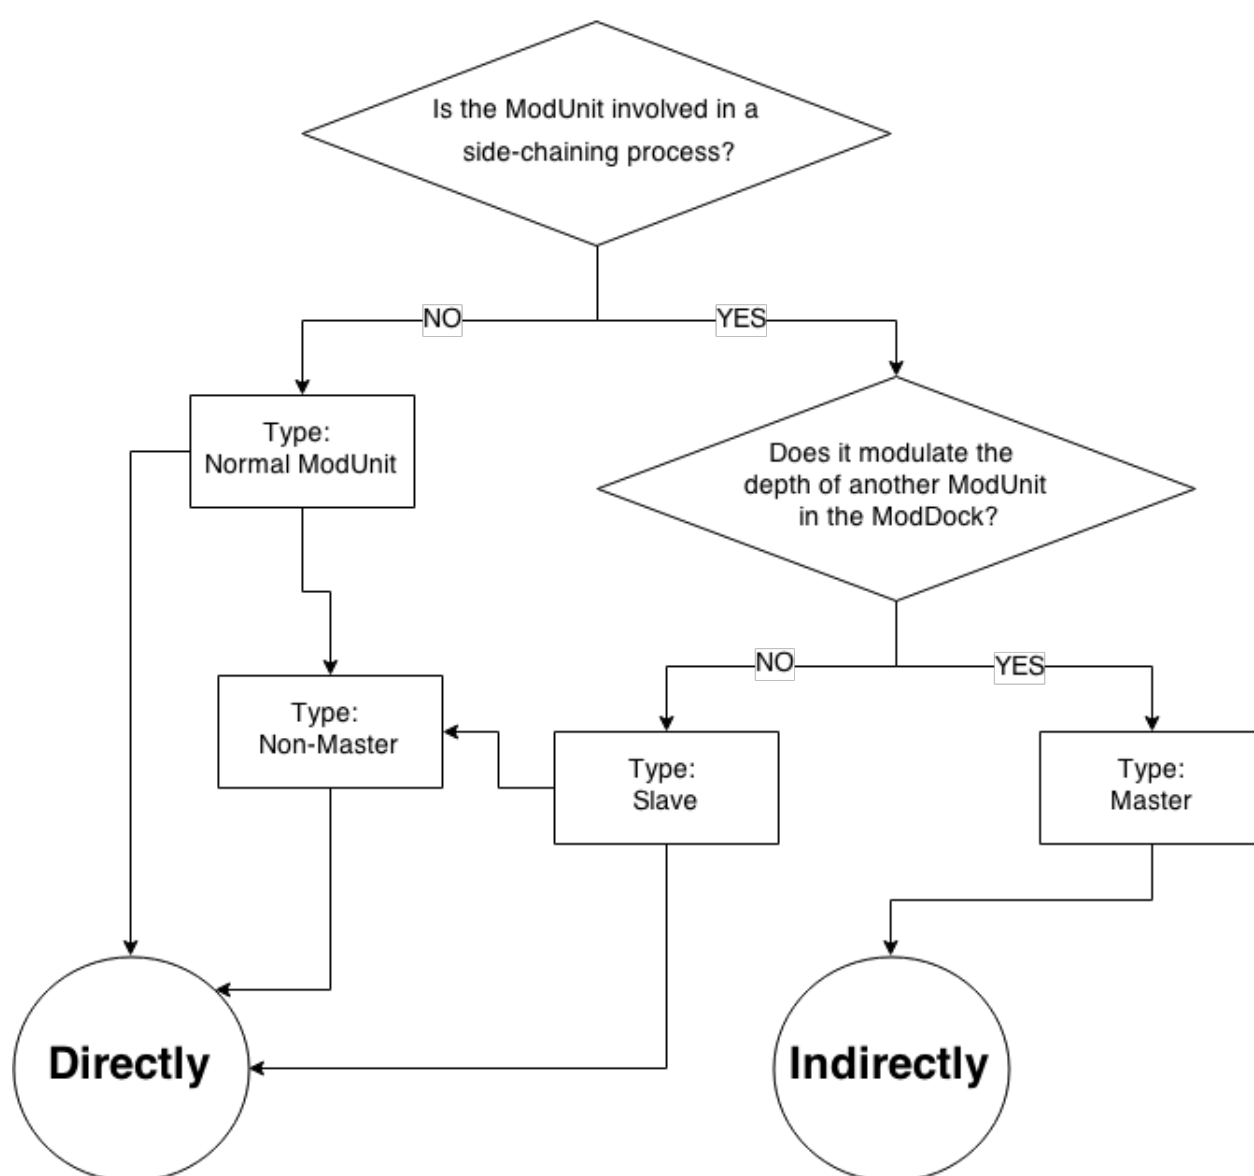 Is the ModUnit involved in a
side-chaining process?
NO
YES
Type:
Normal ModUnit
Does it modulate the
depth of another ModUnit
in the ModDock?
NO
YES
Type:
Non-Master
Type:
Slave
Type:
Master
Directly
Indirectly